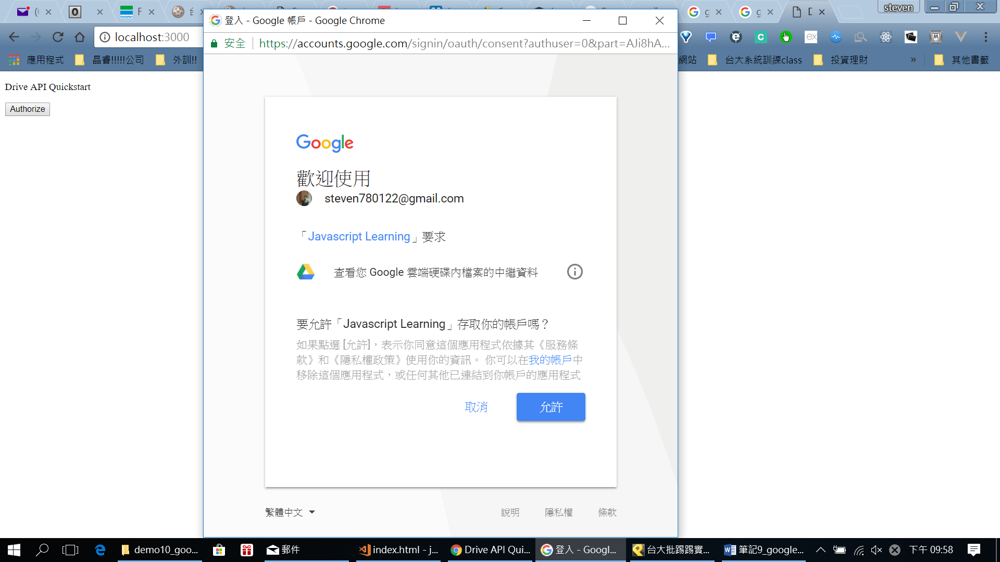 steven
登入 - Google 帳戶 - Google Chrome
localhost:3000
安全
https://accounts.google.com/signin/oauth/consent?authuser=0&part=AJi8hA...
應用程式
晶睿!!!!!公司
外訓!!
網站
台大系統訓練class
投資理財
»
其他書籤
Drive API Quickstart
Authorize
Google
歡迎使用
steven780122@gmail.com
「Javascript Learning」要求
查看您 Google 雲端硬碟內檔案的中繼資料
要允許「Javascript Learning」存取你的帳戶嗎？
如果點選 [允許]，表示你同意這個應用程式依據其《服務條
款》和《隱私權政策》使用你的資訊。 你可以在我的帳戶中
移除這個應用程式，或任何其他已連結到你帳戶的應用程式
取消
允許
繁體中文
說明
隱私權
條款
demo10_goo...
郵件
index.html - j...
Drive API Qui...
登入 - Googl...
台大批踢踢實...
筆記9_google...
下午 09:58